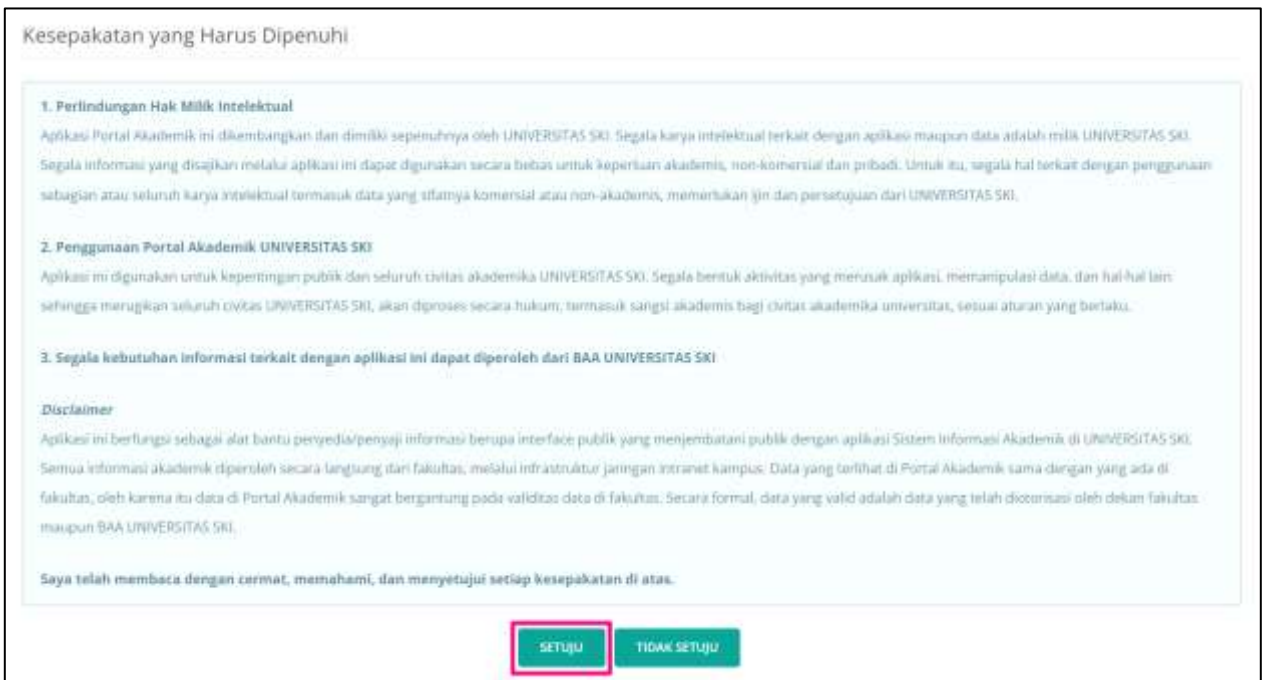 Kesepakatan yang Harus Dipenuhi
1. Perlindungan Hak Milik Intelektual
Aplikasi Portal Akademik ini dikembangkan dan dimiliki sepenuhnya oleh UNIVERSITAS SKI. Segala karya intelektual terkait dengan aplikasi maupun data adalah milik UNIVERSITAS SKI.
Segala informasi yang disajikan melalui aplikasi ini dapat digunakan secara bebas untuk keperluan akademis, non-komersial dan pribadi. Untuk itu, segala hal terkait dengan penggunaan
sebagian atau seluruh karya intelektual termasuk data yang sifatnya komersial atau non-akademis, memerlukan ijin dan persetujuan dari UNIVERSITAS SKI.
2. Penggunaan Portal Akademik UNIVERSITAS SKI
Aplikasi ini digunakan untuk kepentingan publik dan seluruh civitas akademika UNIVERSITAS SKI. Segala bentuk aktivitas yang merusak aplikasi, memanipulasi data, dan hal-hal lain
sehingga merugikan seluruh civitas UNIVERSITAS SKI, akan diproses secara hukum, termasuk sangsi akademis bagi civitas akademika universitas, sesuai aturan yang berlaku.
3. Segala kebutuhan informasi terkait dengan aplikasi ini dapat diperoleh dari BAA UNIVERSITAS SKI
Disclaimer
Aplikasi ini berfungsi sebagai alat bantu penyedia/penyaji informasi berupa interface publik yang menjembatani publik dengan aplikasi Sistem Informasi Akademik di UNIVERSITAS SKI.
Semua informasi akademik diperoleh secara langsung dari fakultas, melalui infrastruktur jaringan intranet kampus. Data yang terlihat di Portal Akademik sama dengan yang ada di
fakultas, oleh karena itu data di Portal Akademik sangat bergantung pada validitas data di fakultas. Secara formal, data yang valid adalah data yang telah diotorisasi oleh dekan fakultas
maupun BAA UNIVERSITAS SKI.
Saya telah membaca dengan cermat, memahami, dan menyetujui setiap kesepakatan di atas.
SETUJU TIDAK SETUJU